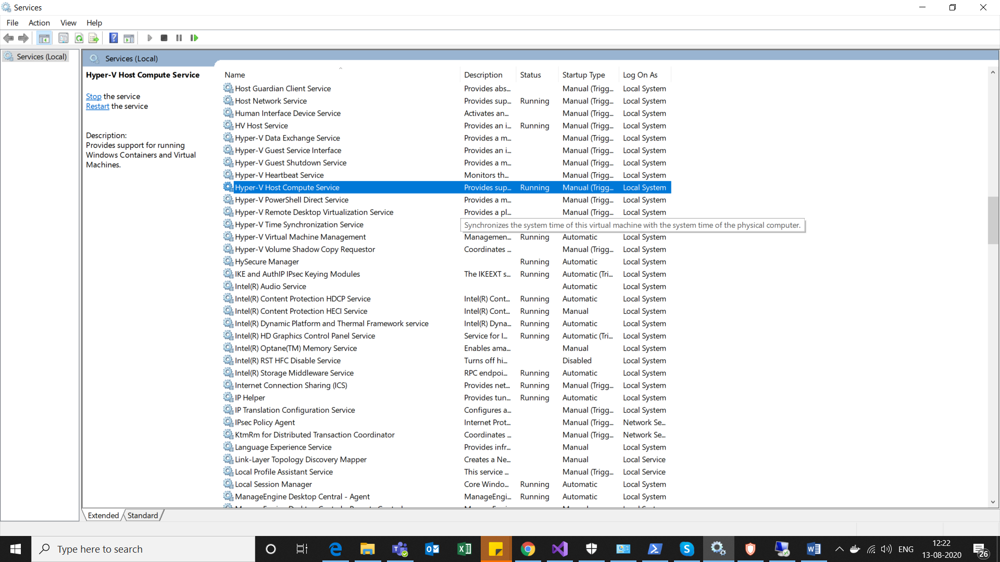 Services
File Action View Help
Services (Local)
Services (Local)
Hyper-V Host Compute Service
Stop the service
Restart the service
Description:
Provides support for running
Windows Containers and Virtual
Machines.
Name Description Status Startup Type Log On As
Host Guardian Client Service Provides abs... Manual (Trigg... Local System
Host Network Service Provides sup... Running Manual (Trigg... Local System
Human Interface Device Service Activates an... Manual (Trigg... Local System
HV Host Service Provides an i... Running Manual (Trigg... Local System
Hyper-V Data Exchange Service Provides a m... Manual (Trigg... Local System
Hyper-V Guest Service Interface Provides an i... Manual (Trigg... Local System
Hyper-V Guest Shutdown Service Provides a m... Manual (Trigg... Local System
Hyper-V Heartbeat Service Monitors th... Manual (Trigg... Local System
Hyper-V Host Compute Service Provides sup... Running Manual (Trigg... Local System
Hyper-V PowerShell Direct Service Provides a m... Manual (Trigg... Local System
Hyper-V Remote Desktop Virtualization Service Provides a pl... Manual (Trigg... Local System
Hyper-V Time Synchronization Service Synchronizes the system time of this virtual machine with the system time of the physical computer.
Hyper-V Virtual Machine Management Managemen... Running Automatic Local System
Hyper-V Volume Shadow Copy Requestor Coordinates ... Manual (Trigg... Local System
HySecure Manager Running Automatic Local System
IKE and AuthIP IPsec Keying Modules The IKEEXT s... Running Automatic (Tri... Local System
Intel(R) Audio Service Automatic Local System
Intel(R) Content Protection HDCP Service Intel(R) Cont... Running Automatic Local System
Intel(R) Content Protection HECI Service Intel(R) Cont... Running Manual Local System
Intel(R) Dynamic Platform and Thermal Framework service Intel(R) Dyna... Running Automatic Local System
Intel(R) HD Graphics Control Panel Service Service for I... Running Automatic (Tri... Local System
Intel(R) Optane(TM) Memory Service Enables ama... Manual Local System
Intel(R) RST HFC Disable Service Turns off hi... Disabled Local System
Intel(R) Storage Middleware Service RPC endpoi... Running Automatic Local System
Internet Connection Sharing (ICS) Provides net... Running Manual (Trigg... Local System
IP Helper Provides tun... Running Automatic Local System
IP Translation Configuration Service Configures a... Manual (Trigg... Local System
IPsec Policy Agent Internet Prot... Manual (Trigg... Network Se...
KtmRm for Distributed Transaction Coordinator Coordinates ... Manual (Trigg... Network Se...
Language Experience Service Provides infr... Manual Local System
Link-Layer Topology Discovery Mapper Creates a Ne... Manual Local Service
Local Profile Assistant Service This service ... Manual (Trigg... Local Service
Local Session Manager Core Windo... Running Automatic Local System
ManageEngine Desktop Central - Agent ManageEngi... Running Automatic Local System
Extended Standard
Type here to search
ENG
12:22
13-08-2020
26